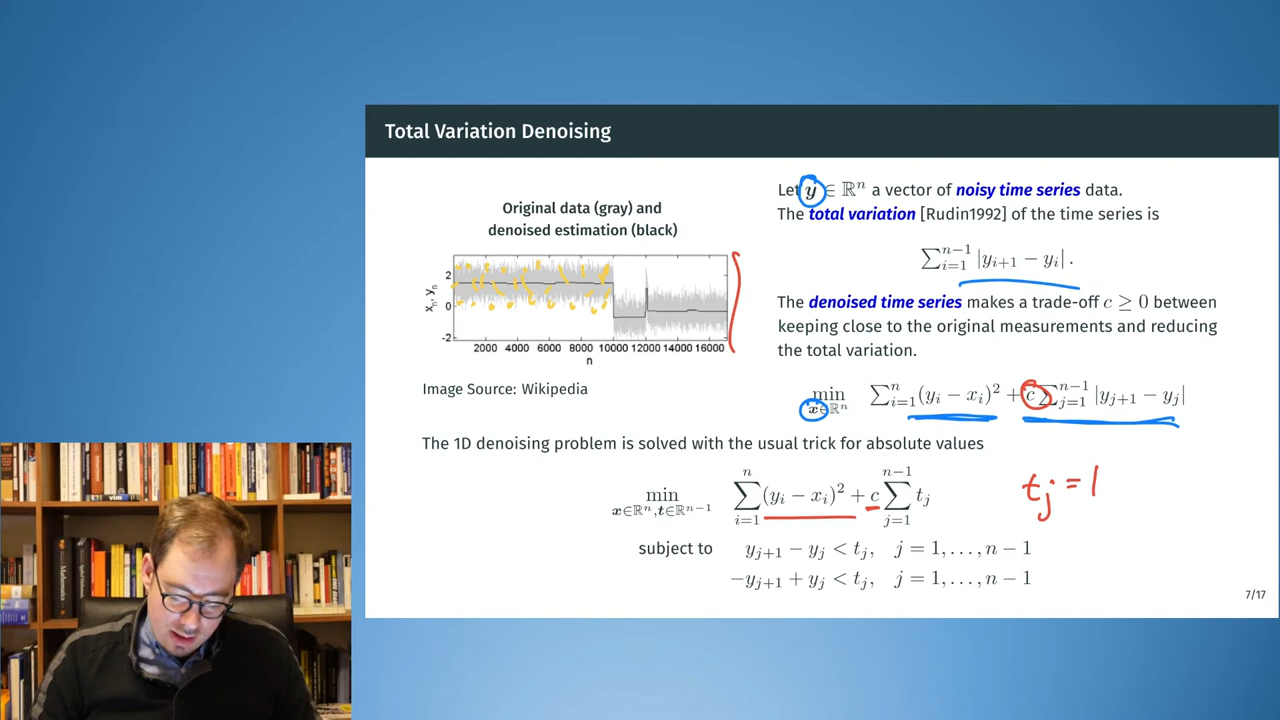 Total Variation Denoising
Original data (gray) and
denoised estimation (black)
2
0
-2
x_n, y_n
2000 4000 6000 8000 10000 12000 14000 16000
n
Image Source: Wikipedia
Let y ∈ ℝⁿ a vector of noisy time series data.
The total variation [Rudin1992] of the time series is
∑_{i=1}^{n−1} |y_{i+1} − y_i| .
The denoised time series makes a trade-off c ≥ 0 between
keeping close to the original measurements and reducing
the total variation.
min_{x∈ℝⁿ} ∑_{i=1}^{n} (y_i − x_i)² + c ∑_{j=1}^{n−1} |y_{j+1} − y_j|
The 1D denoising problem is solved with the usual trick for absolute values
min_{x∈ℝⁿ,t∈ℝ^{n−1}} ∑_{i=1}^{n} (y_i − x_i)² + c ∑_{j=1}^{n−1} t_j
t_j = |
subject to y_{j+1} − y_j < t_j, j = 1, . . . , n − 1
−y_{j+1} + y_j < t_j, j = 1, . . . , n − 1
7/17
vim
Mathematics